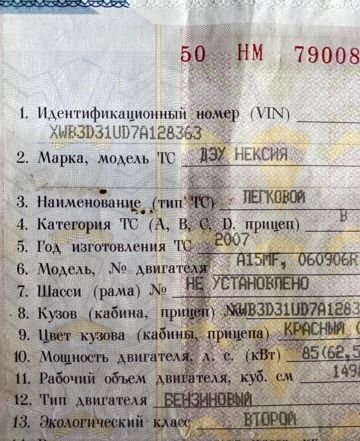 50 НМ 79008
1. Идентификационный номер (VIN)
XWB3D31UD7A128363
2. Марка, модель ТС ДЭУ НЕКСИЯ
3. Наименование (тип ТС) ЛЕГКОВОЙ
4. Категория ТС (А, В, С, D, прицеп) В
5. Год изготовления ТС 2007
6. Модель, № двигателя A15MF, 060906R
7. Шасси (рама) № НЕ УСТАНОВЛЕНО
8. Кузов (кабина, прицеп) № XWB3D31UD7A1283
9. Цвет кузова (кабины, прицепа) КРАСНЫЙ
10. Мощность двигателя, л. с. (кВт) 85(62,5
11. Рабочий объем двигателя, куб. см 149
12. Тип двигателя БЕНЗИНОВЫЙ
13. Экологический класс ВТОРОЙ